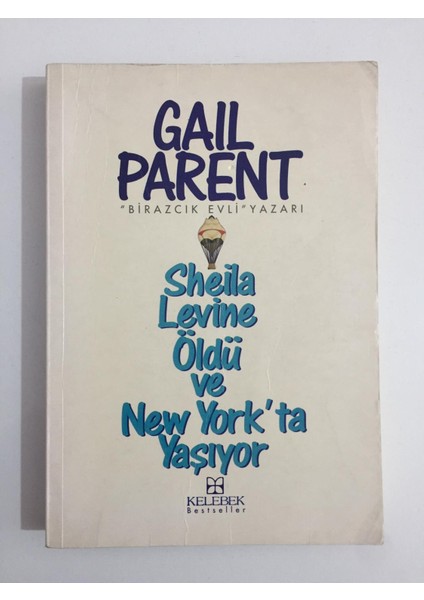 GAIL
PARENT
"BİRAZCIK EVLİ" YAZARI
Sheila
Levine
Öldü
ve
New York'ta
Yaşıyor
KELEBEK
Bestseller